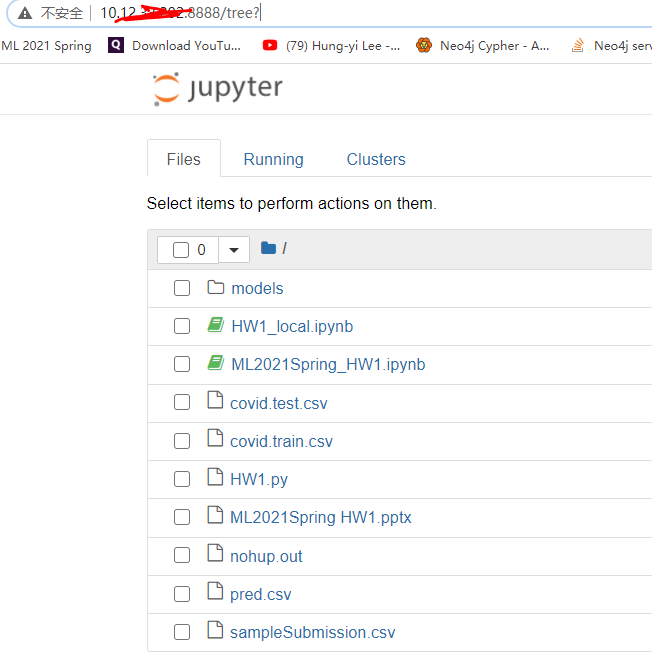 不安全 10.12 8888/tree?
ML 2021 Spring Download YouTu... (79) Hung-yi Lee -... Neo4j Cypher - A... Neo4j serv
jupyter
Files Running Clusters
Select items to perform actions on them.
0 /
models
HW1_local.ipynb
ML2021Spring_HW1.ipynb
covid.test.csv
covid.train.csv
HW1.py
ML2021Spring HW1.pptx
nohup.out
pred.csv
sampleSubmission.csv